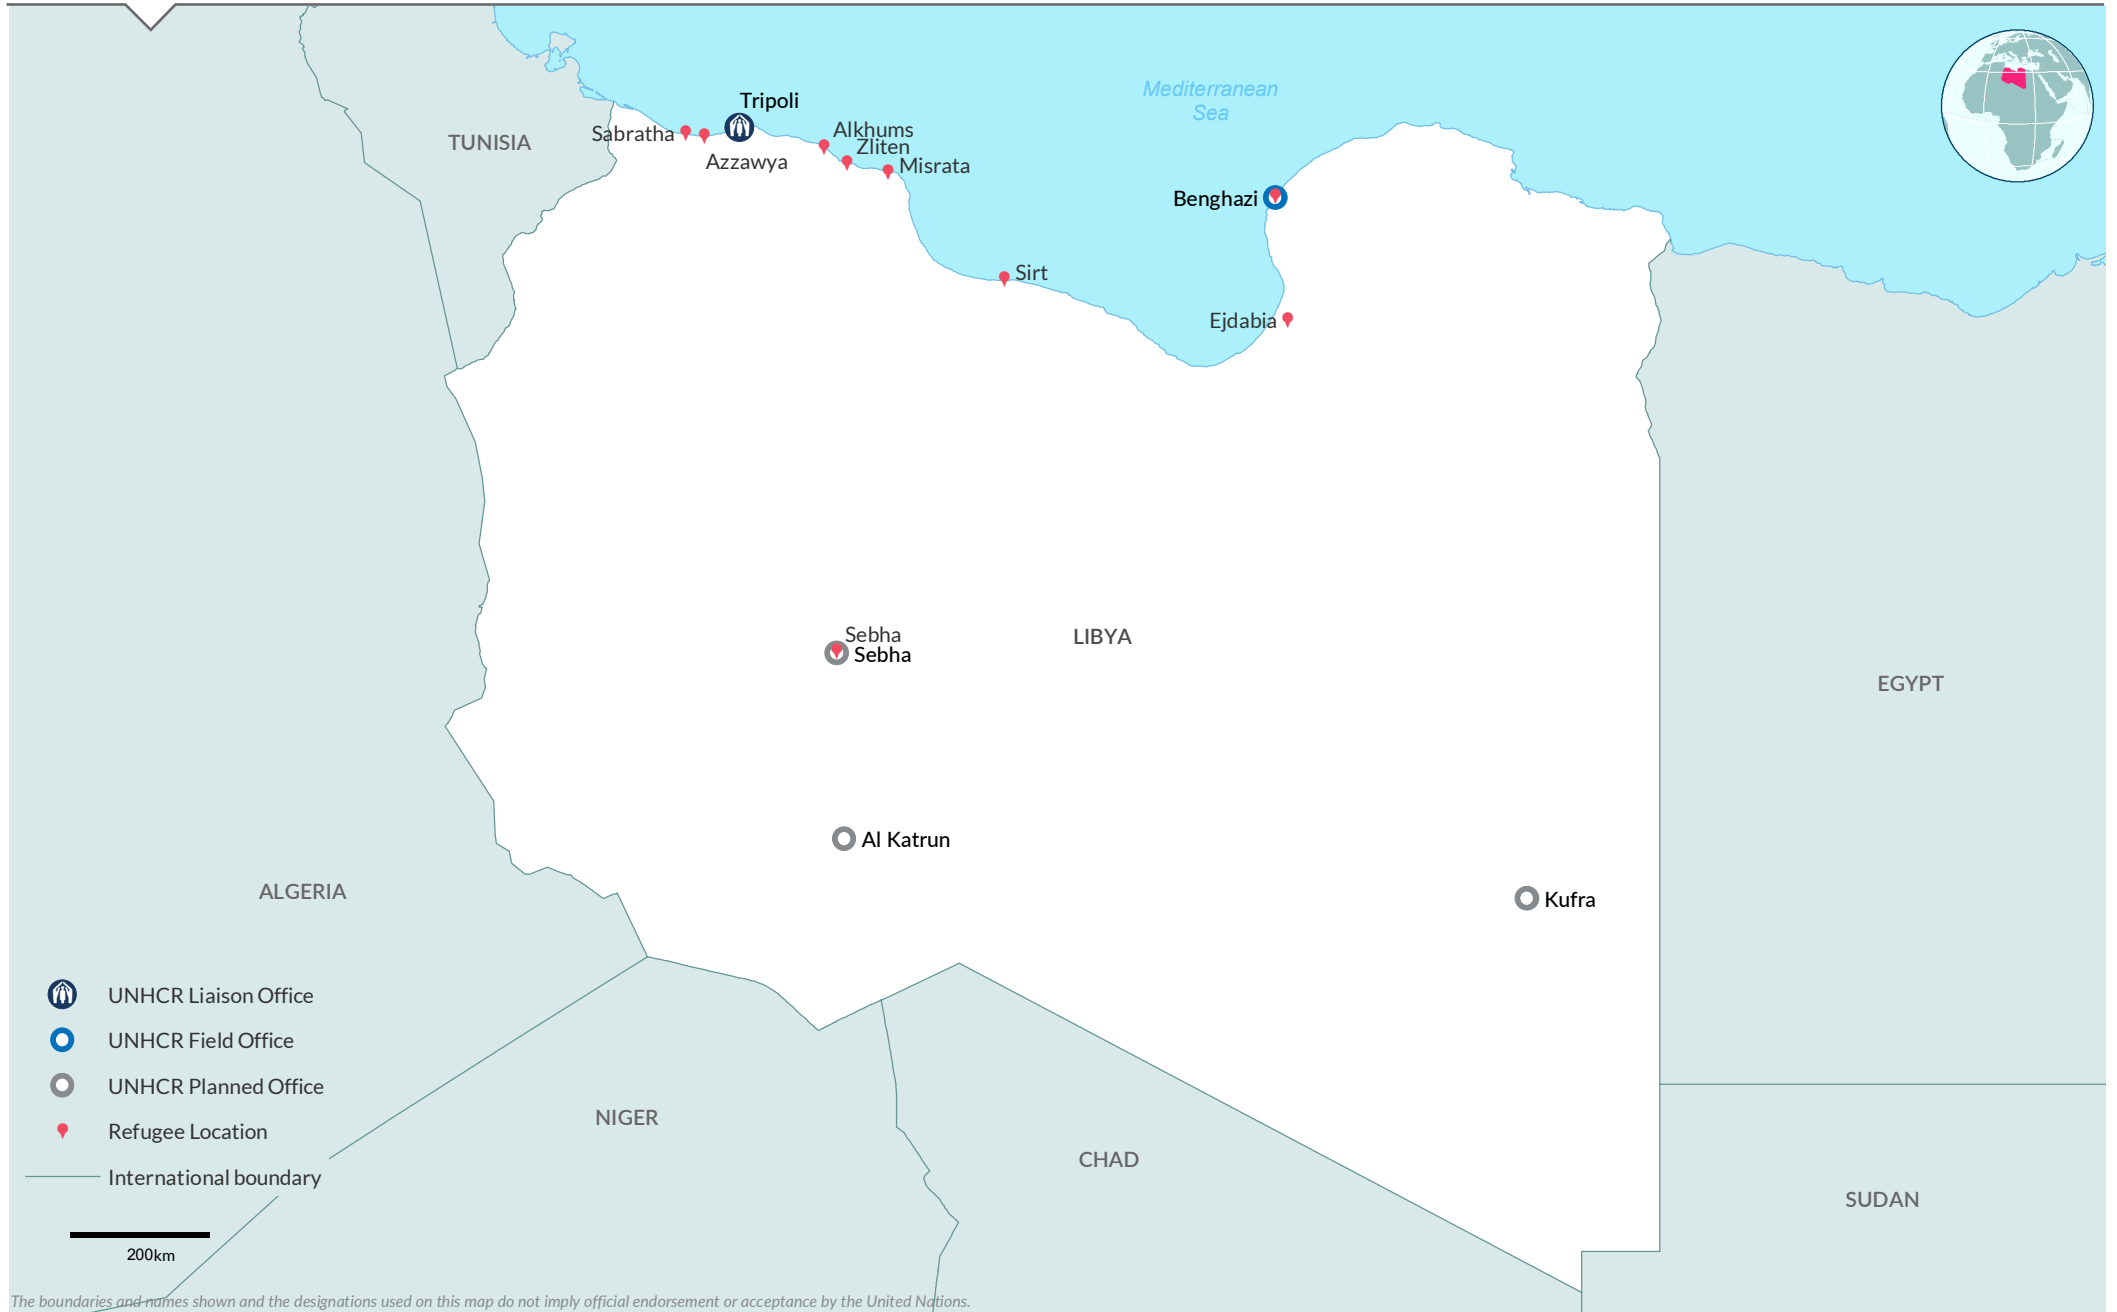 Mediterranean
Sea
Tripoli
TUNISIA
Sabratha
Azzawya
Alkhums
Zliten
Misrata
Benghazi
Sirt
Ejdabia
Sebha
Sebha
LIBYA
EGYPT
Al Katrun
ALGERIA
Kufra
UNHCR Liaison Office
UNHCR Field Office
UNHCR Planned Office
Refugee Location
International boundary
NIGER
CHAD
SUDAN
200km
The boundaries and names shown and the designations used on this map do not imply official endorsement or acceptance by the United Nations.